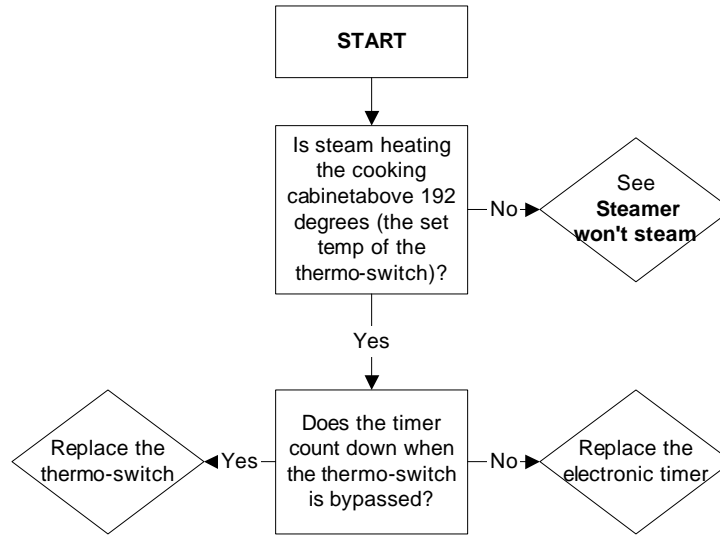 START
Is steam heating
the cooking
cabinetabove 192
degrees (the set
temp of the
thermo-switch)?
No
See
Steamer
won't steam
Yes
Does the timer
count down when
the thermo-switch
is bypassed?
Yes
Replace the
thermo-switch
No
Replace the
electronic timer